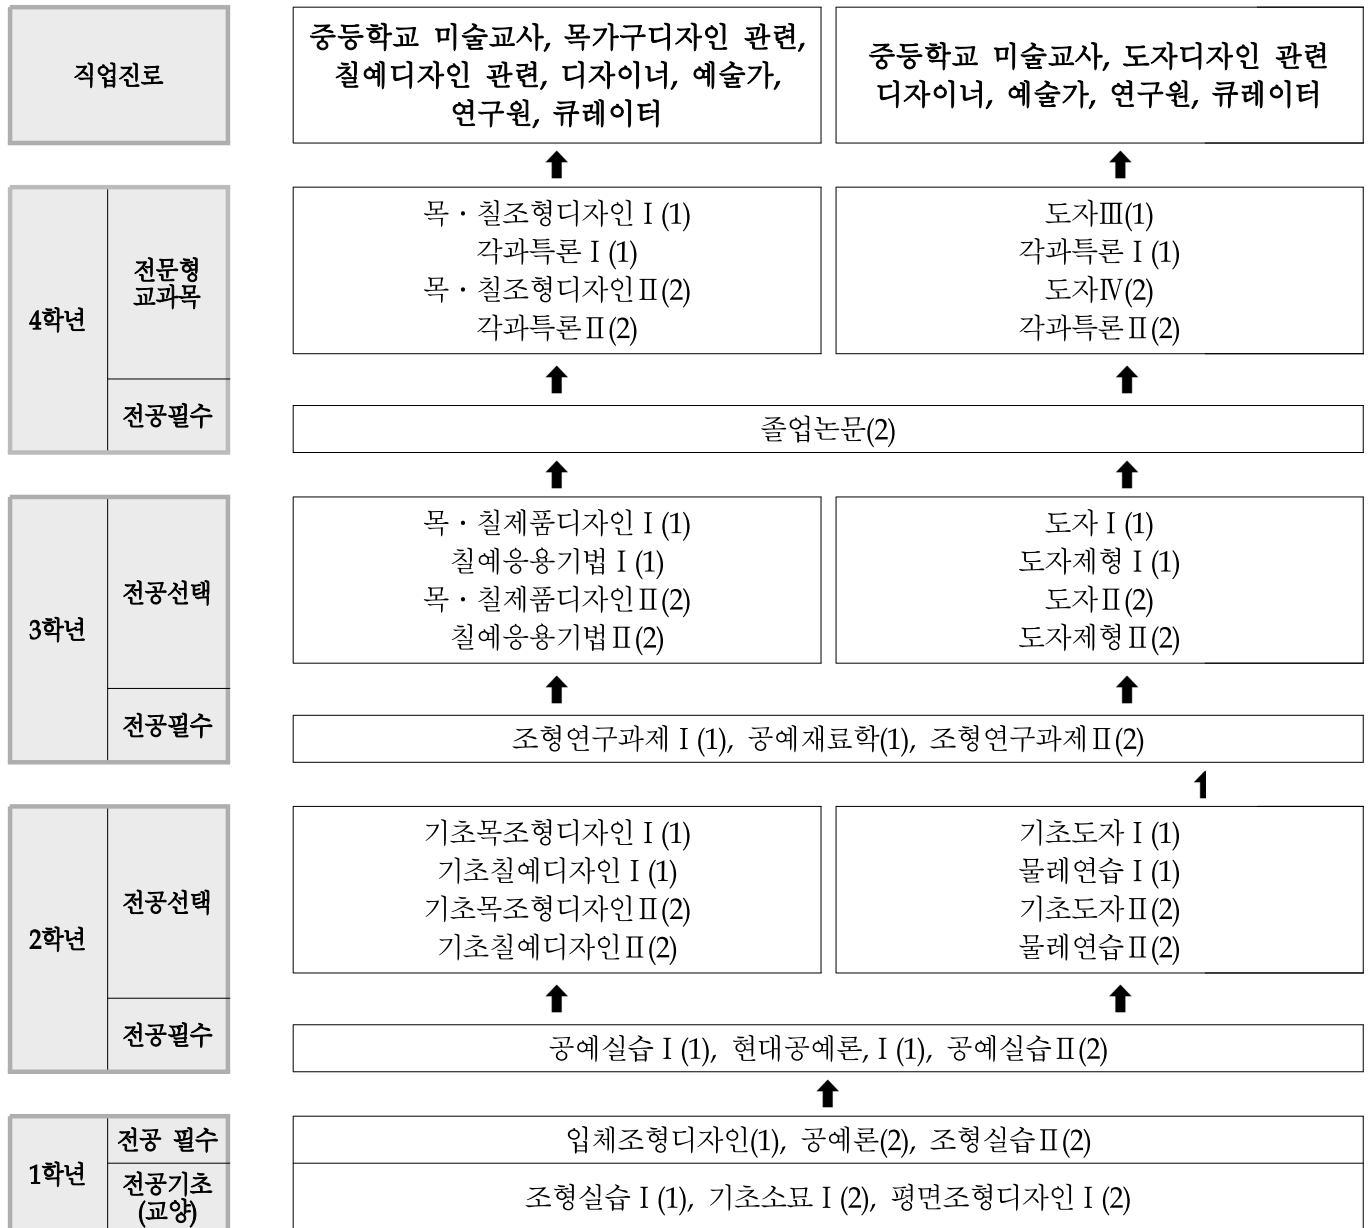 직업진로
중등학교 미술교사, 목가구디자인 관련,
칠예디자인 관련, 디자이너, 예술가,
연구원, 큐레이터
중등학교 미술교사, 도자디자인 관련
디자이너, 예술가, 연구원, 큐레이터
4학년
전문형
교과목
목・칠조형디자인Ⅰ(1)
각과특론Ⅰ(1)
목・칠조형디자인Ⅱ(2)
각과특론Ⅱ(2)
도자Ⅲ(1)
각과특론Ⅰ(1)
도자Ⅳ(2)
각과특론Ⅱ(2)
전공필수
졸업논문(2)
3학년
전공선택
목・칠제품디자인Ⅰ(1)
칠예응용기법Ⅰ(1)
목・칠제품디자인Ⅱ(2)
칠예응용기법Ⅱ(2)
도자Ⅰ(1)
도자제형Ⅰ(1)
도자Ⅱ(2)
도자제형Ⅱ(2)
전공필수
조형연구과제Ⅰ(1), 공예재료학(1), 조형연구과제Ⅱ(2)
2학년
전공선택
기초목조형디자인Ⅰ(1)
기초칠예디자인Ⅰ(1)
기초목조형디자인Ⅱ(2)
기초칠예디자인Ⅱ(2)
기초도자Ⅰ(1)
물레연습Ⅰ(1)
기초도자Ⅱ(2)
물레연습Ⅱ(2)
전공필수
공예실습Ⅰ(1), 현대공예론,Ⅰ(1), 공예실습Ⅱ(2)
1학년
전공 필수
입체조형디자인(1), 공예론(2), 조형실습Ⅱ(2)
전공기초
(교양)
조형실습Ⅰ(1), 기초소묘Ⅰ(2), 평면조형디자인Ⅰ(2)